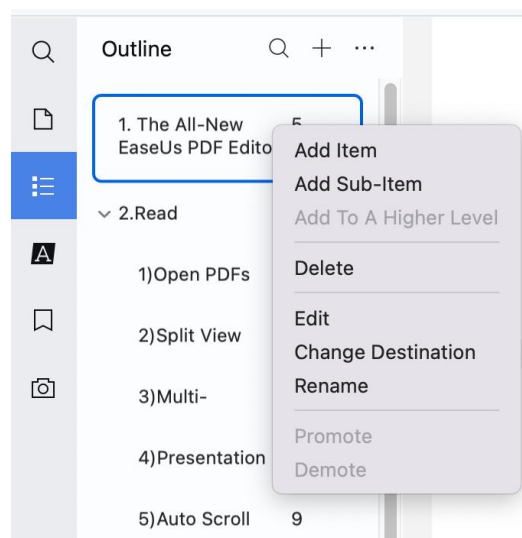 Outline
1. The All-New 5
EaseUs PDF Edito
2.Read
1)Open PDFs
2)Split View
3)Multi-
4)Presentation
5)Auto Scroll 9
Add Item
Add Sub-Item
Add To A Higher Level
Delete
Edit
Change Destination
Rename
Promote
Demote
A